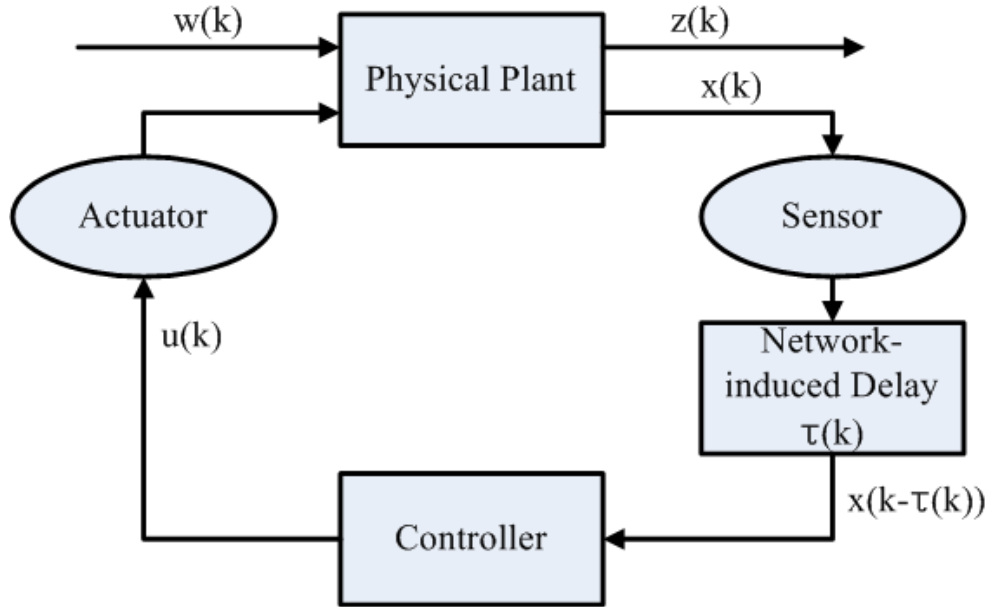 w(k)
z(k)
Physical Plant
x(k)
Actuator
Sensor
u(k)
Network-
induced Delay
τ(k)
x(k-τ(k))
Controller